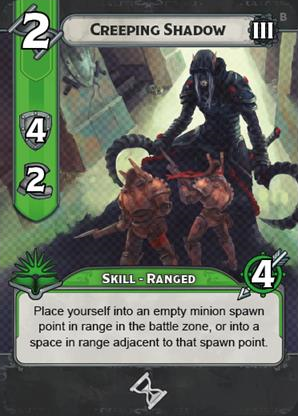 2
CREEPING SHADOW
III
B
4
2
SKILL - RANGED
4
Place yourself into an empty minion spawn
point in range in the battle zone, or into a
space in range adjacent to that spawn point.